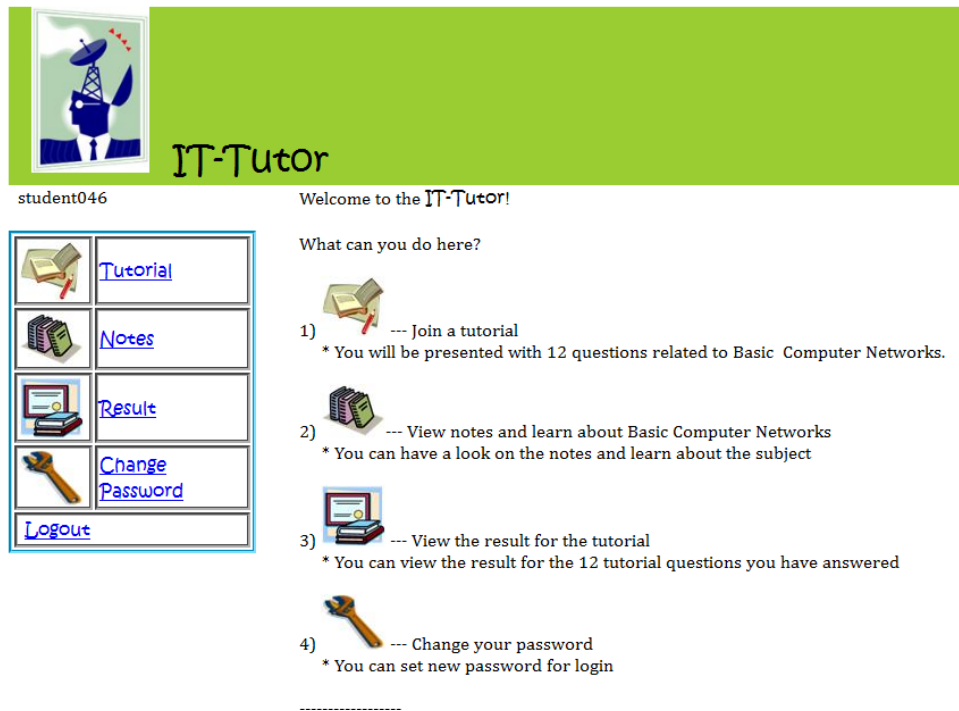 IT-Tutor
student046
Tutorial
Notes
Result
Change
Password
Logout
Welcome to the IT-Tutor!
What can you do here?
1) --- Join a tutorial
* You will be presented with 12 questions related to Basic Computer Networks.
2) --- View notes and learn about Basic Computer Networks
* You can have a look on the notes and learn about the subject
3) --- View the result for the tutorial
* You can view the result for the 12 tutorial questions you have answered
4) --- Change your password
* You can set new password for login
------------------